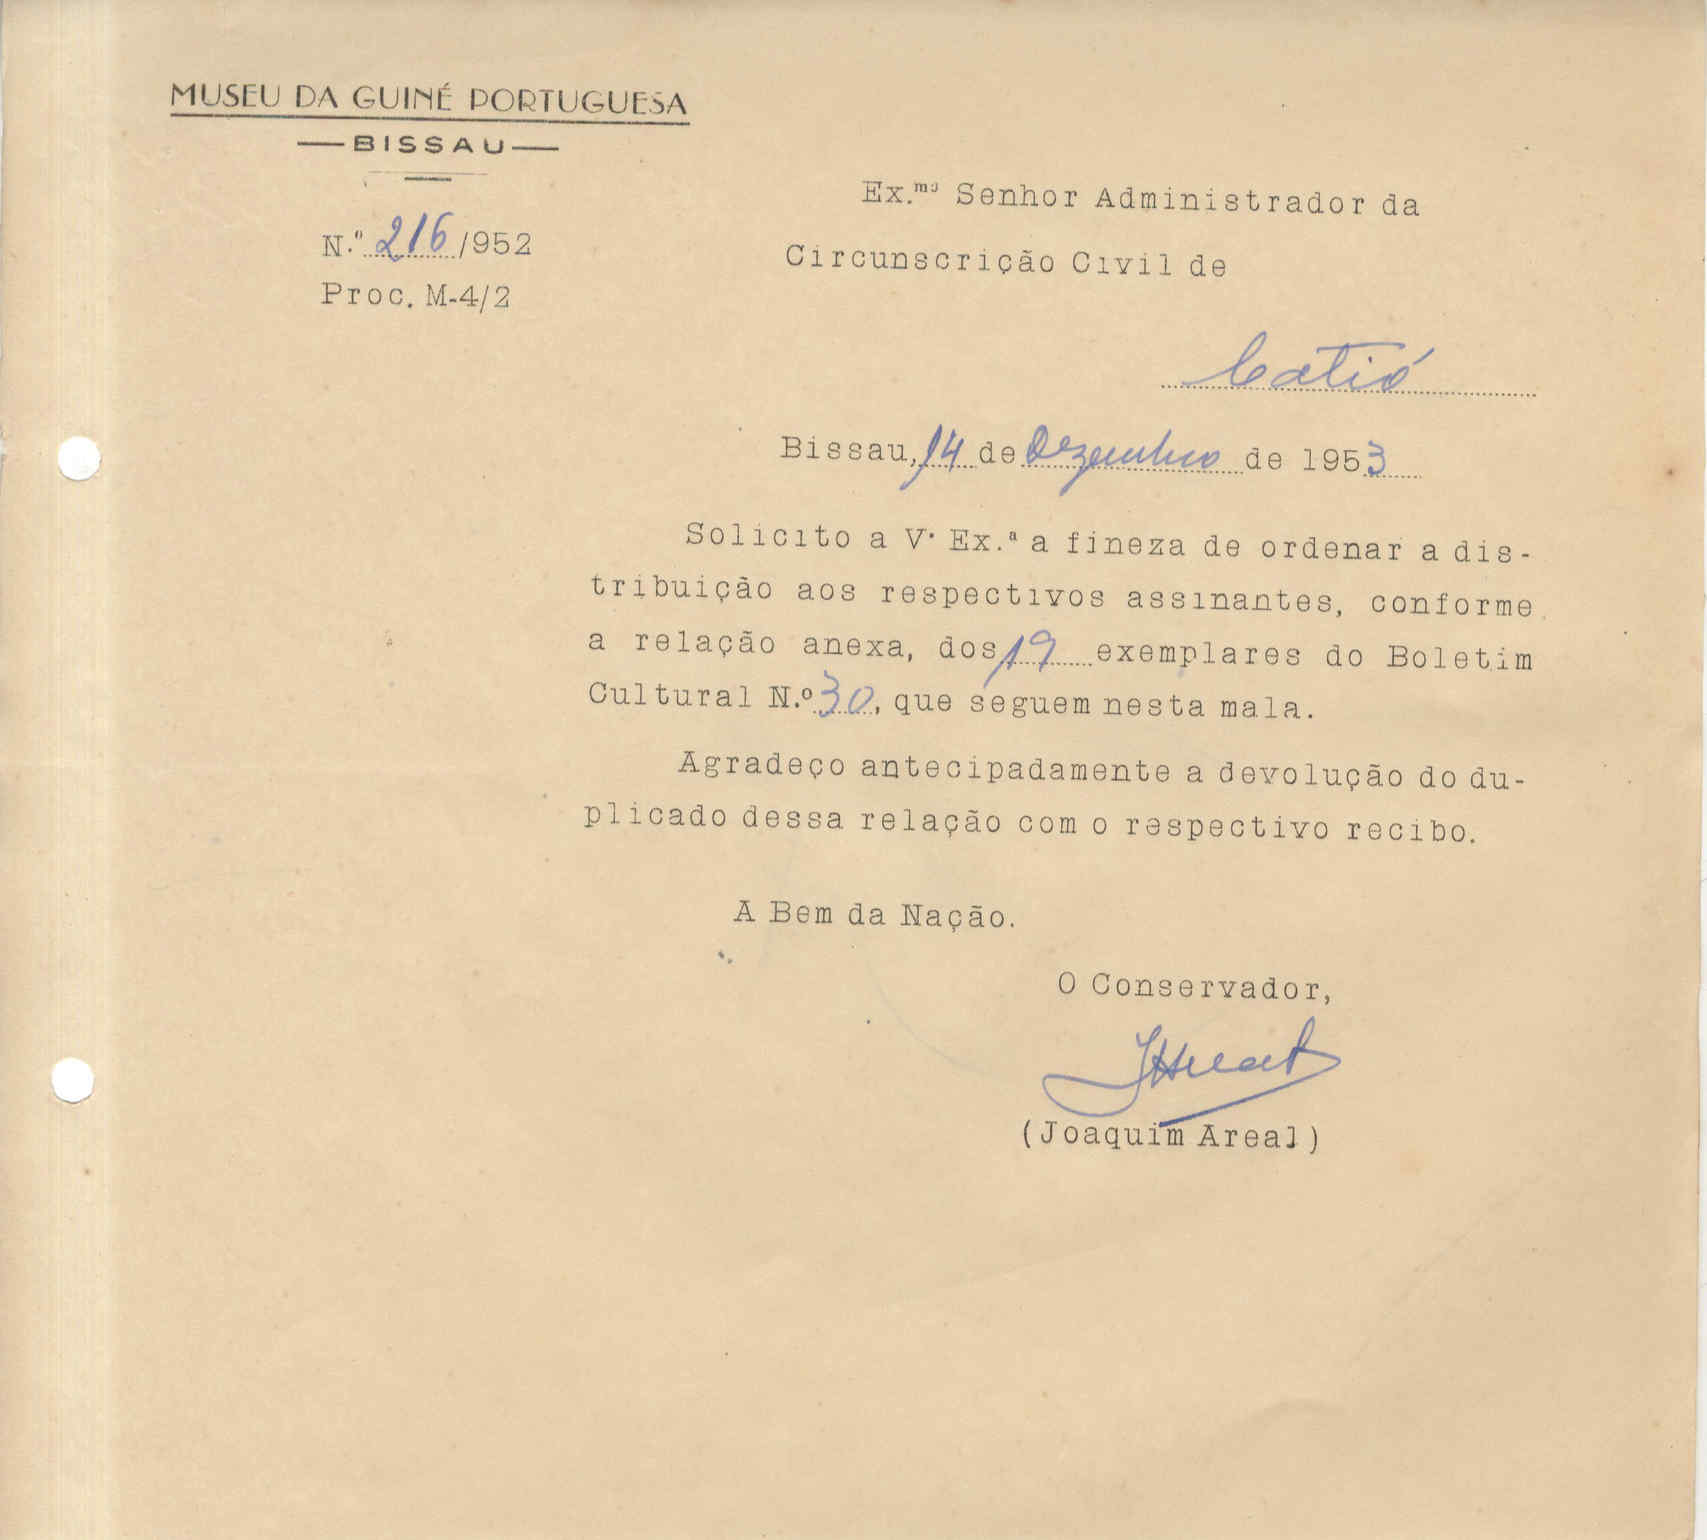 MUSEU DA GUINÉ PORTUGUESA
BISSAU
N.º 216/952
Proc. M-4/2
Ex.mo Senhor Administrador da
Circunscrição Civil de
Catió
Bissau, 14 de Dezembro de 1953
Solicito a V. Ex.ª a fineza de ordenar a dis-
tribuição aos respectivos assinantes, conforme
a relação anexa, dos 19 exemplares do Boletim
Cultural N.º 30, que seguem nesta mala.
Agradeço antecipadamente a devolução do du-
plicado dessa relação com o respectivo recibo.
A Bem da Nação.
O Conservador,
JAreal
(Joaquim Areal)